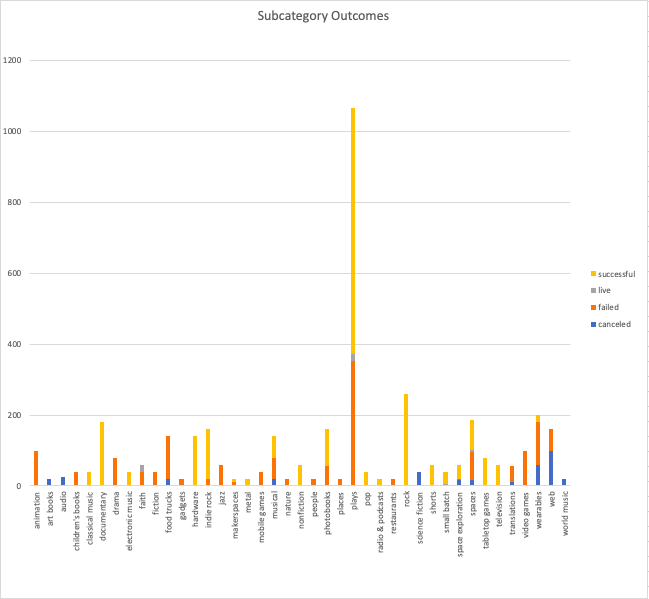 Subcategory Outcomes
1200
1000
800
600
400
200
0
animation
art books
audio
children's books
classical music
documentary
drama
electronic music
faith
fiction
food trucks
gadgets
hardware
indie rock
jazz
makerspaces
metal
mobile games
musical
nature
nonfiction
people
photobooks
places
plays
pop
radio & podcasts
restaurants
rock
science fiction
shorts
small batch
space exploration
spaces
tabletop games
television
translations
video games
wearables
web
world music
successful
live
failed
canceled